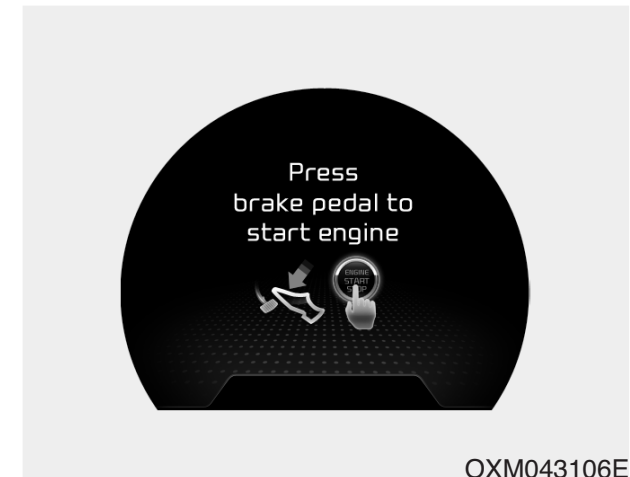 Press
brake pedal to
start engine
ENGINE
START
STOP
OXM043106E